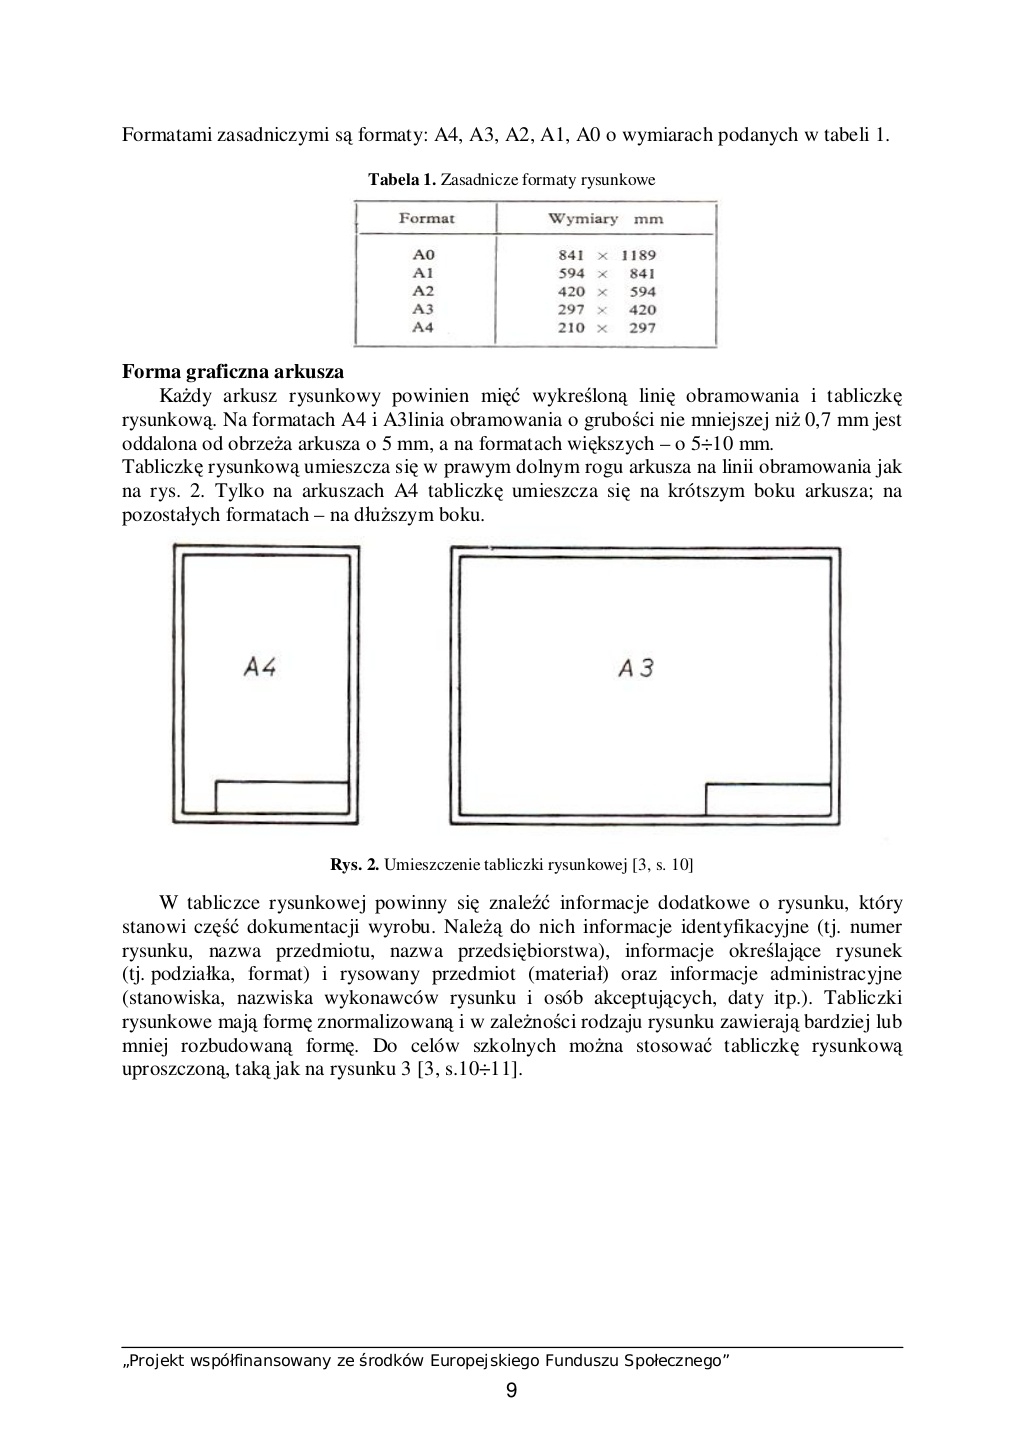 Formatami zasadniczymi są formaty: A4, A3, A2, A1, A0 o wymiarach podanych w tabeli 1.
Tabela 1. Zasadnicze formaty rysunkowe
Format Wymiary mm
A0 841 × 1189
A1 594 × 841
A2 420 × 594
A3 297 × 420
A4 210 × 297
Forma graficzna arkusza
Każdy arkusz rysunkowy powinien mięć wykreśloną linię obramowania i tabliczkę
rysunkową. Na formatach A4 i A3linia obramowania o grubości nie mniejszej niż 0,7 mm jest
oddalona od obrzeża arkusza o 5 mm, a na formatach większych – o 5÷10 mm.
Tabliczkę rysunkową umieszcza się w prawym dolnym rogu arkusza na linii obramowania jak
na rys. 2. Tylko na arkuszach A4 tabliczkę umieszcza się na krótszym boku arkusza; na
pozostałych formatach – na dłuższym boku.
A4
A3
Rys. 2. Umieszczenie tabliczki rysunkowej [3, s. 10]
W tabliczce rysunkowej powinny się znaleźć informacje dodatkowe o rysunku, który
stanowi część dokumentacji wyrobu. Należą do nich informacje identyfikacyjne (tj. numer
rysunku, nazwa przedmiotu, nazwa przedsiębiorstwa), informacje określające rysunek
(tj. podziałka, format) i rysowany przedmiot (materiał) oraz informacje administracyjne
(stanowiska, nazwiska wykonawców rysunku i osób akceptujących, daty itp.). Tabliczki
rysunkowe mają formę znormalizowaną i w zależności rodzaju rysunku zawierają bardziej lub
mniej rozbudowaną formę. Do celów szkolnych można stosować tabliczkę rysunkową
uproszczoną, taką jak na rysunku 3 [3, s.10÷11].
„Projekt współfinansowany ze środków Europejskiego Funduszu Społecznego”
9